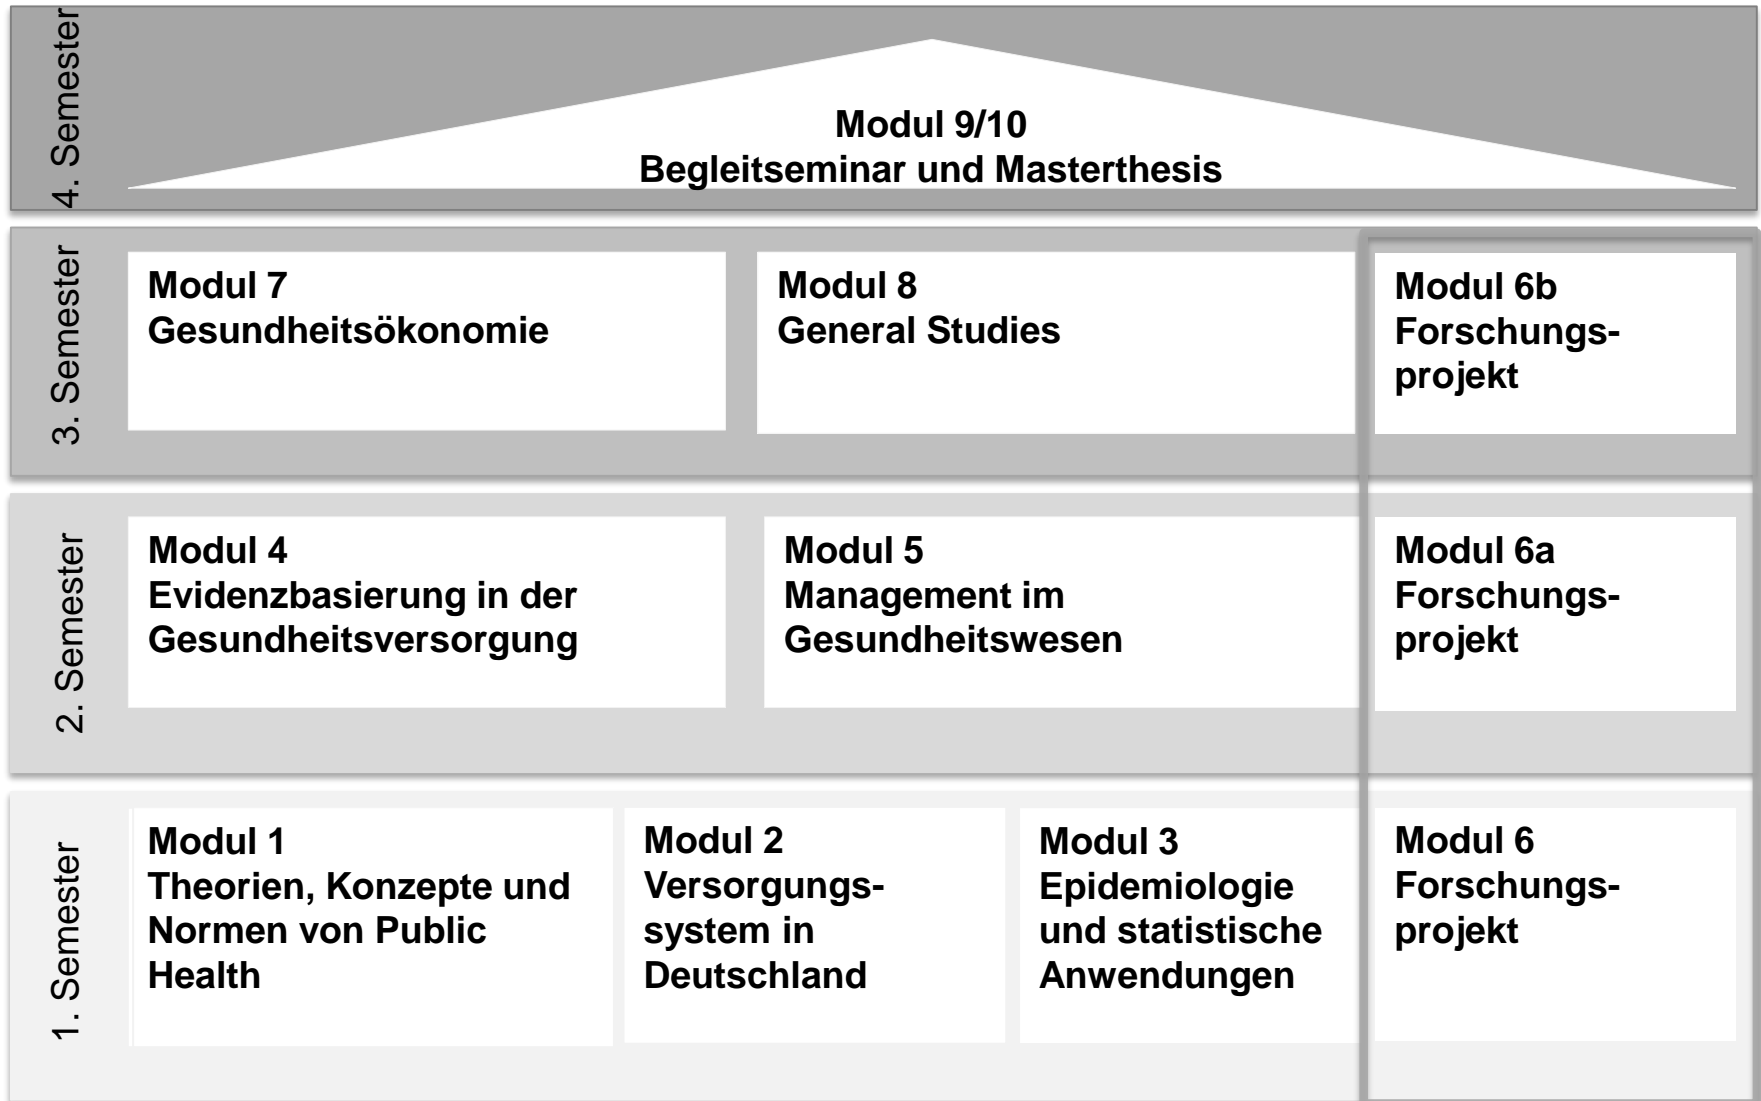 4. Semester
Modul 9/10
Begleitseminar und Masterthesis
3. Semester
Modul 7
Gesundheitsökonomie
Modul 8
General Studies
Modul 6b
Forschungs-
projekt
2. Semester
Modul 4
Evidenzbasierung in der
Gesundheitsversorgung
Modul 5
Management im
Gesundheitswesen
Modul 6a
Forschungs-
projekt
1. Semester
Modul 1
Theorien, Konzepte und
Normen von Public
Health
Modul 2
Versorgungs-
system in
Deutschland
Modul 3
Epidemiologie
und statistische
Anwendungen
Modul 6
Forschungs-
projekt